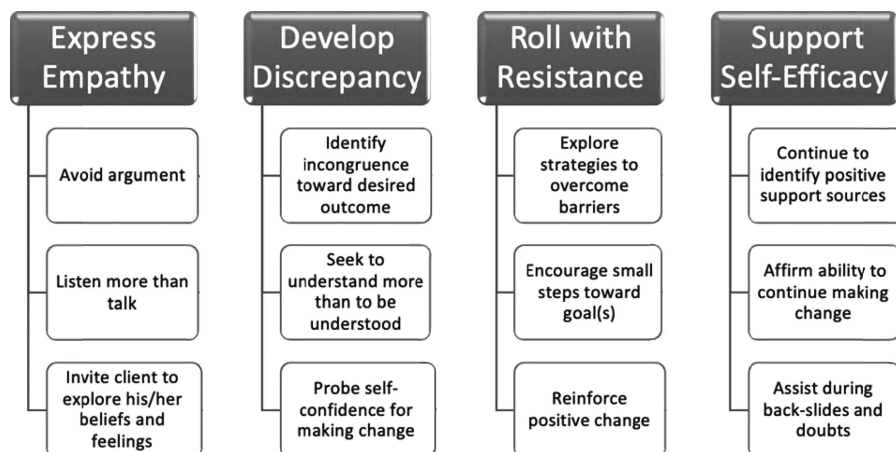 Express
Empathy
Avoid argument
Listen more than
talk
Invite client to
explore his/her
beliefs and
feelings
Develop
Discrepancy
Identify
incongruence
toward desired
outcome
Seek to
understand more
than to be
understood
Probe self-
confidence for
making change
Roll with
Resistance
Explore
strategies to
overcome
barriers
Encourage small
steps toward
goal(s)
Reinforce
positive change
Support
Self-Efficacy
Continue to
identify positive
support sources
Affirm ability to
continue making
change
Assist during
back-slides and
doubts